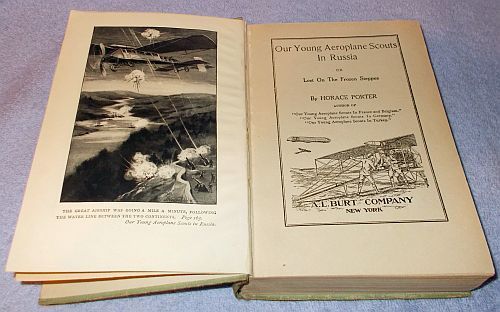 THE GREAT AIRSHIP WAS GOING A MILE A MINUTE, FOLLOWING
THE WATER LINE BETWEEN THE TWO CONTINENTS. Page 163.
Our Young Aeroplane Scouts in Russia.
Our Young Aeroplane Scouts
In Russia
OR
Lost On The Frozen Steppes
By HORACE PORTER
AUTHOR OF
"Our Young Aeroplane Scouts In France and Belgium."
"Our Young Aeroplane Scouts In Germany."
"Our Young Aeroplane Scouts In Turkey."
A.L. BURT COMPANY
NEW YORK